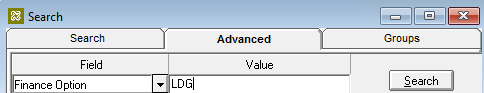 Search
Search Advanced Groups
Field Value
Finance Option LDG Search